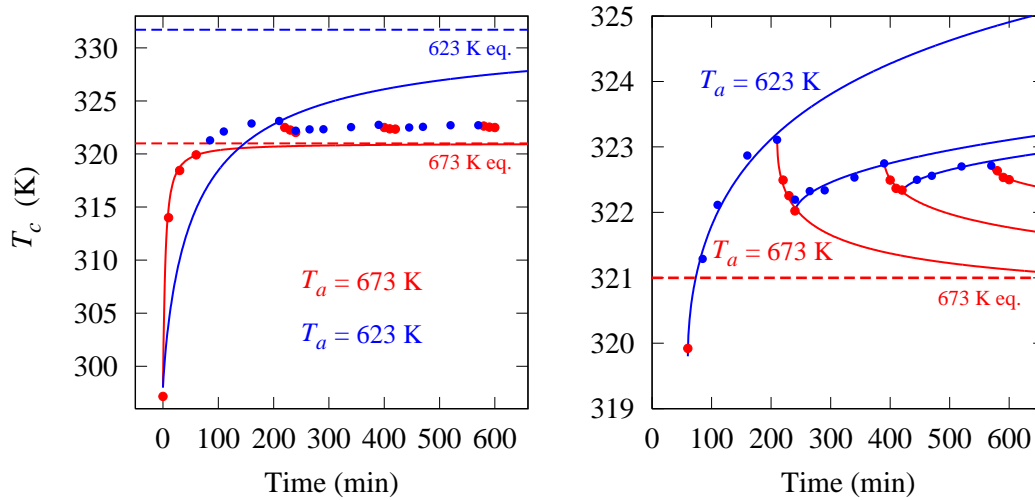 330
325
320
315
310
305
300
T_c (K)
623 K eq.
673 K eq.
T_a = 673 K
T_a = 623 K
0 100 200 300 400 500 600
Time (min)
325
324
323
322
321
320
319
T_a = 623 K
T_a = 673 K
673 K eq.
0 100 200 300 400 500 600
Time (min)